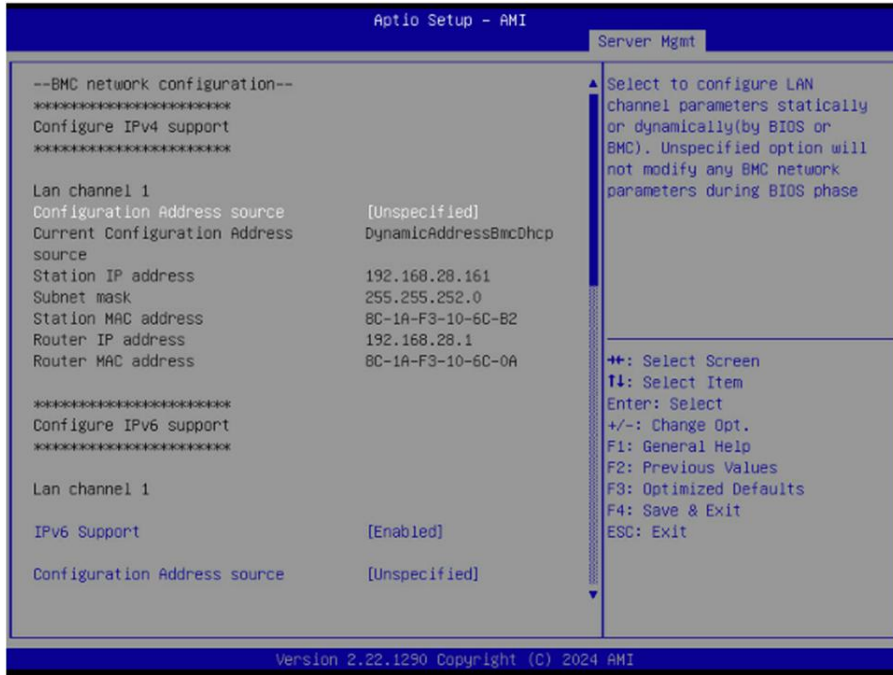 Aptio Setup - AMI
Server Mgmt
--BMC network configuration--
***********************
Configure IPv4 support
***********************
Lan channel 1
Configuration Address source [Unspecified]
Current Configuration Address DynamicAddressBmcDhcp
source
Station IP address 192.168.28.161
Subnet mask 255.255.252.0
Station MAC address 8C-1A-F3-10-6C-B2
Router IP address 192.168.28.1
Router MAC address 8C-1A-F3-10-6C-0A
***********************
Configure IPv6 support
***********************
Lan channel 1
IPv6 Support [Enabled]
Configuration Address source [Unspecified]
Select to configure LAN
channel parameters statically
or dynamically(by BIOS or
BMC). Unspecified option will
not modify any BMC network
parameters during BIOS phase
→←: Select Screen
↑↓: Select Item
Enter: Select
+/-: Change Opt.
F1: General Help
F2: Previous Values
F3: Optimized Defaults
F4: Save & Exit
ESC: Exit
Version 2.22.1290 Copyright (C) 2024 AMI